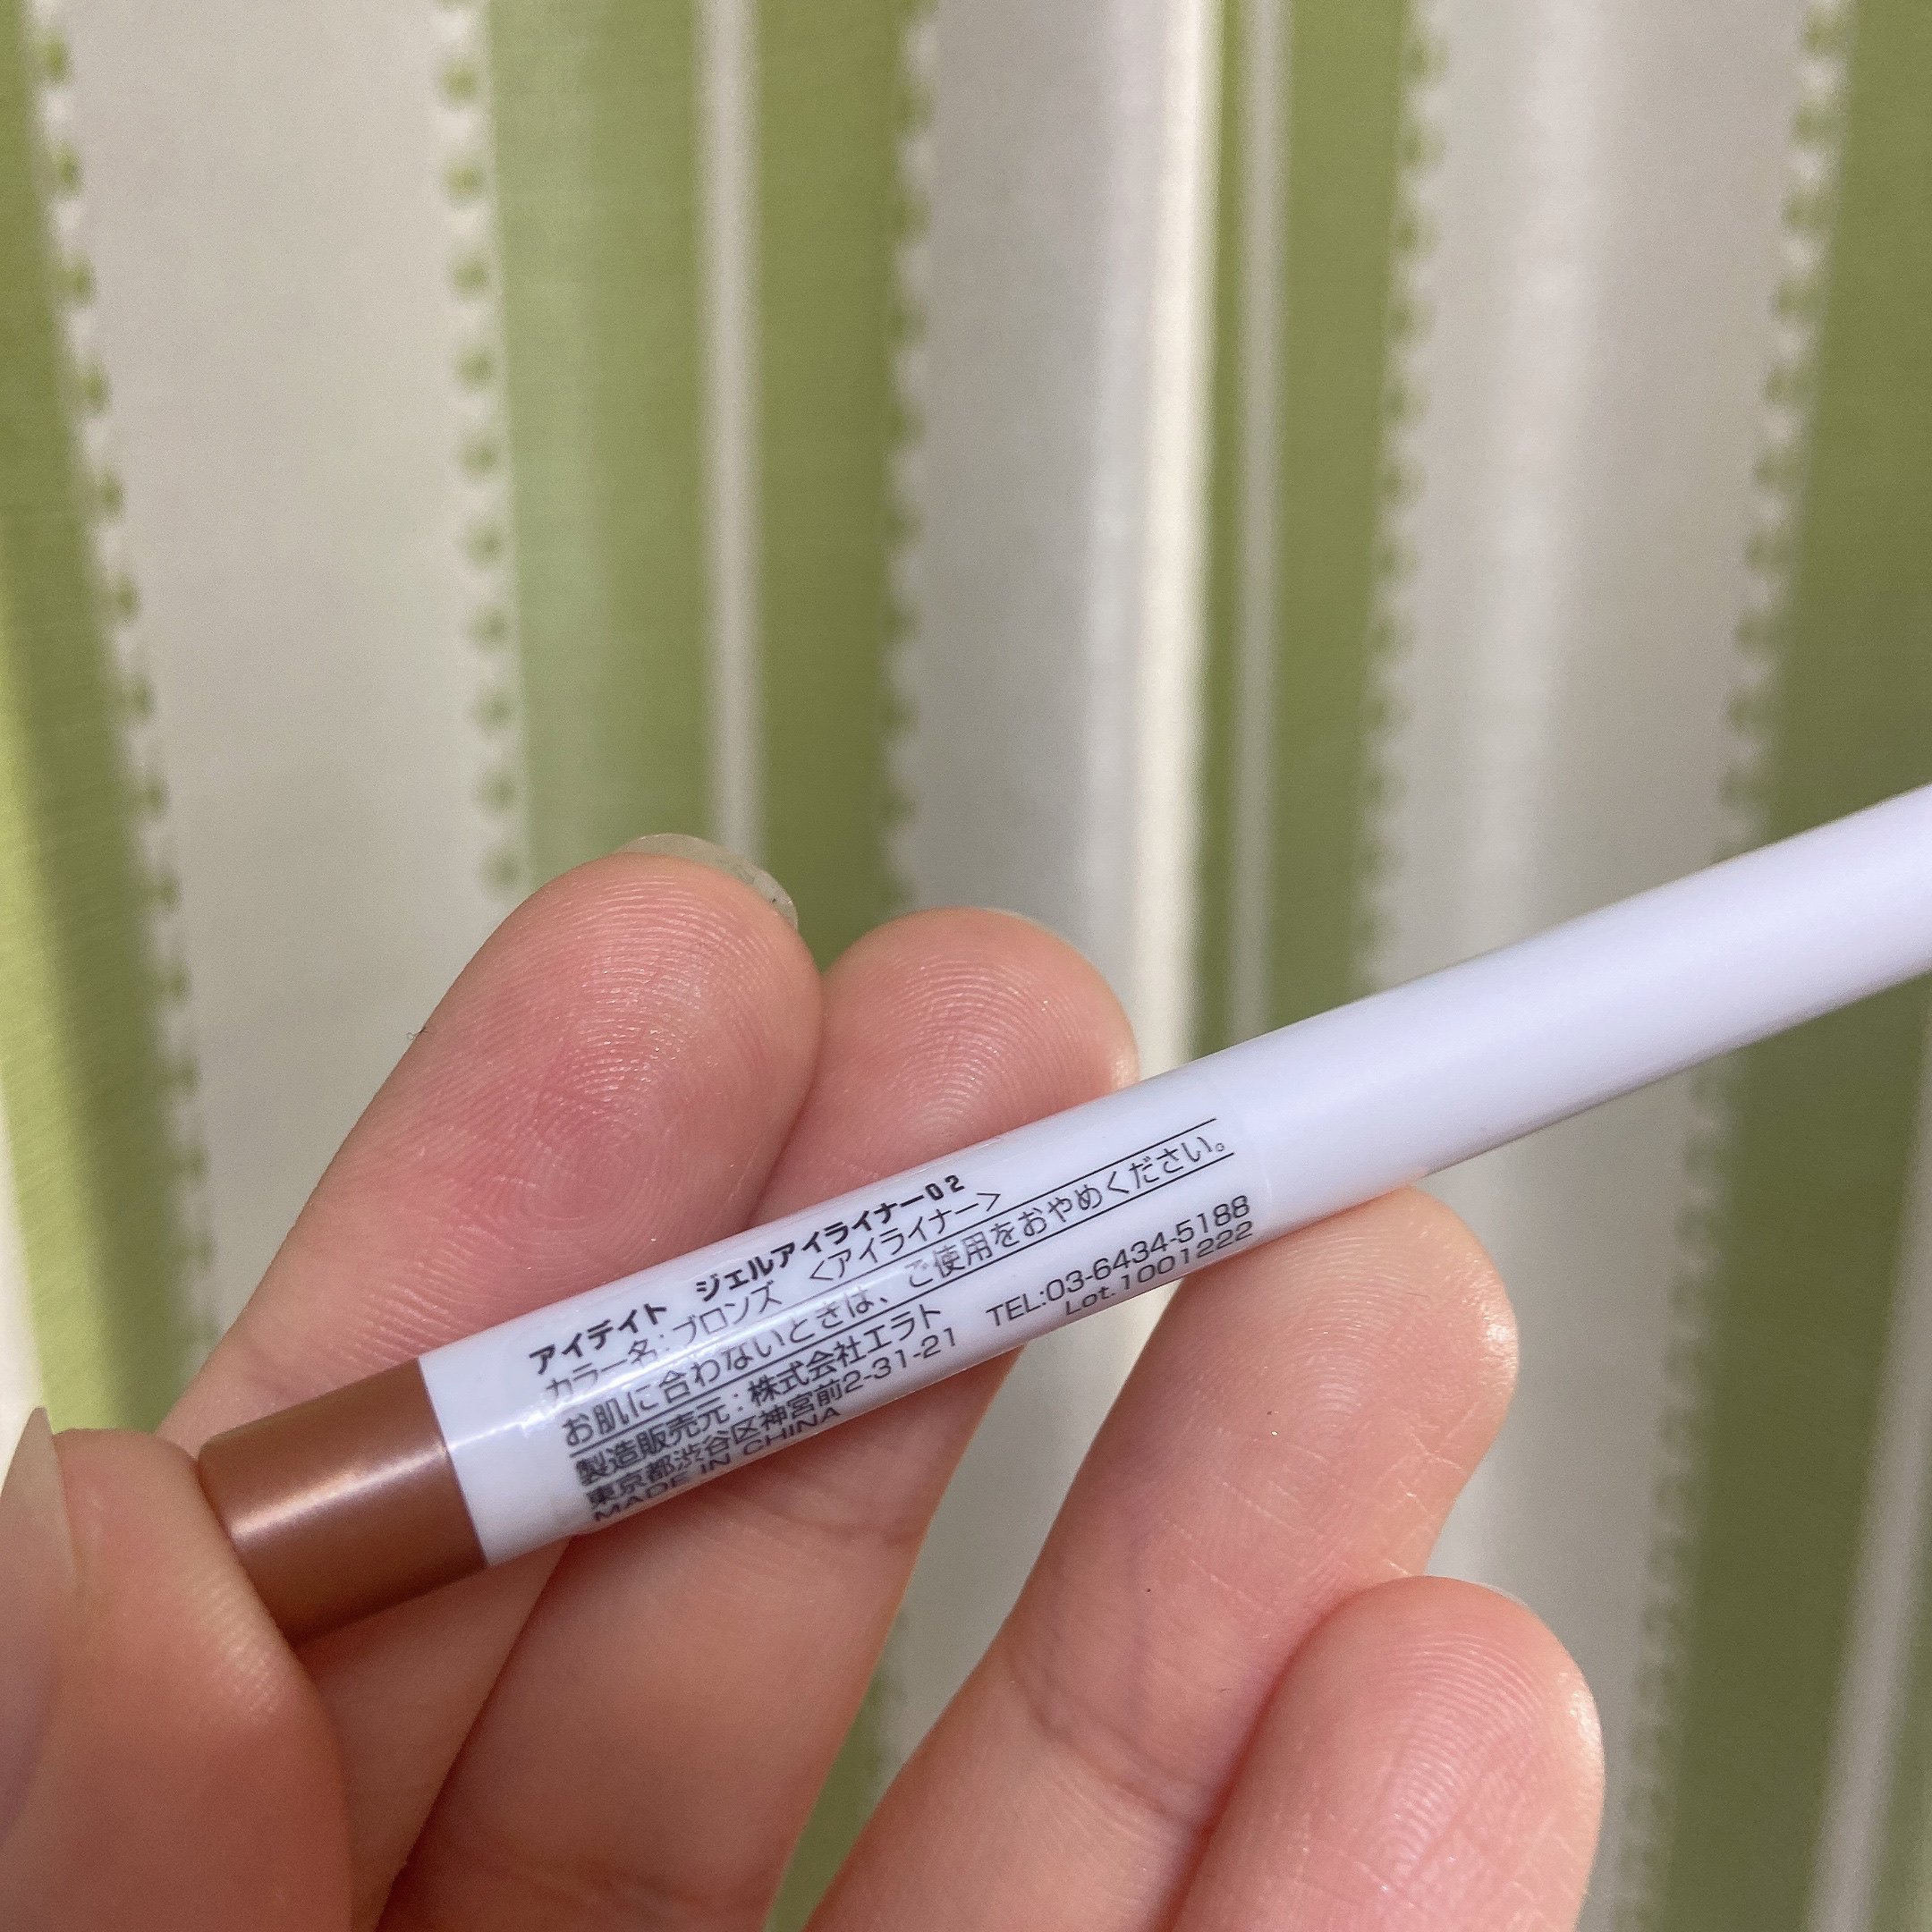 アイデイト ジェルアイライナー02
カラー名：ブロンズ 〈アイライナー〉
お肌に合わないときは、ご使用をおやめください。
製造販売元：株式会社エラト
東京都渋谷区神宮前2-31-21 TEL:03-6434-5188
MADE IN CHINA Lot.1001222